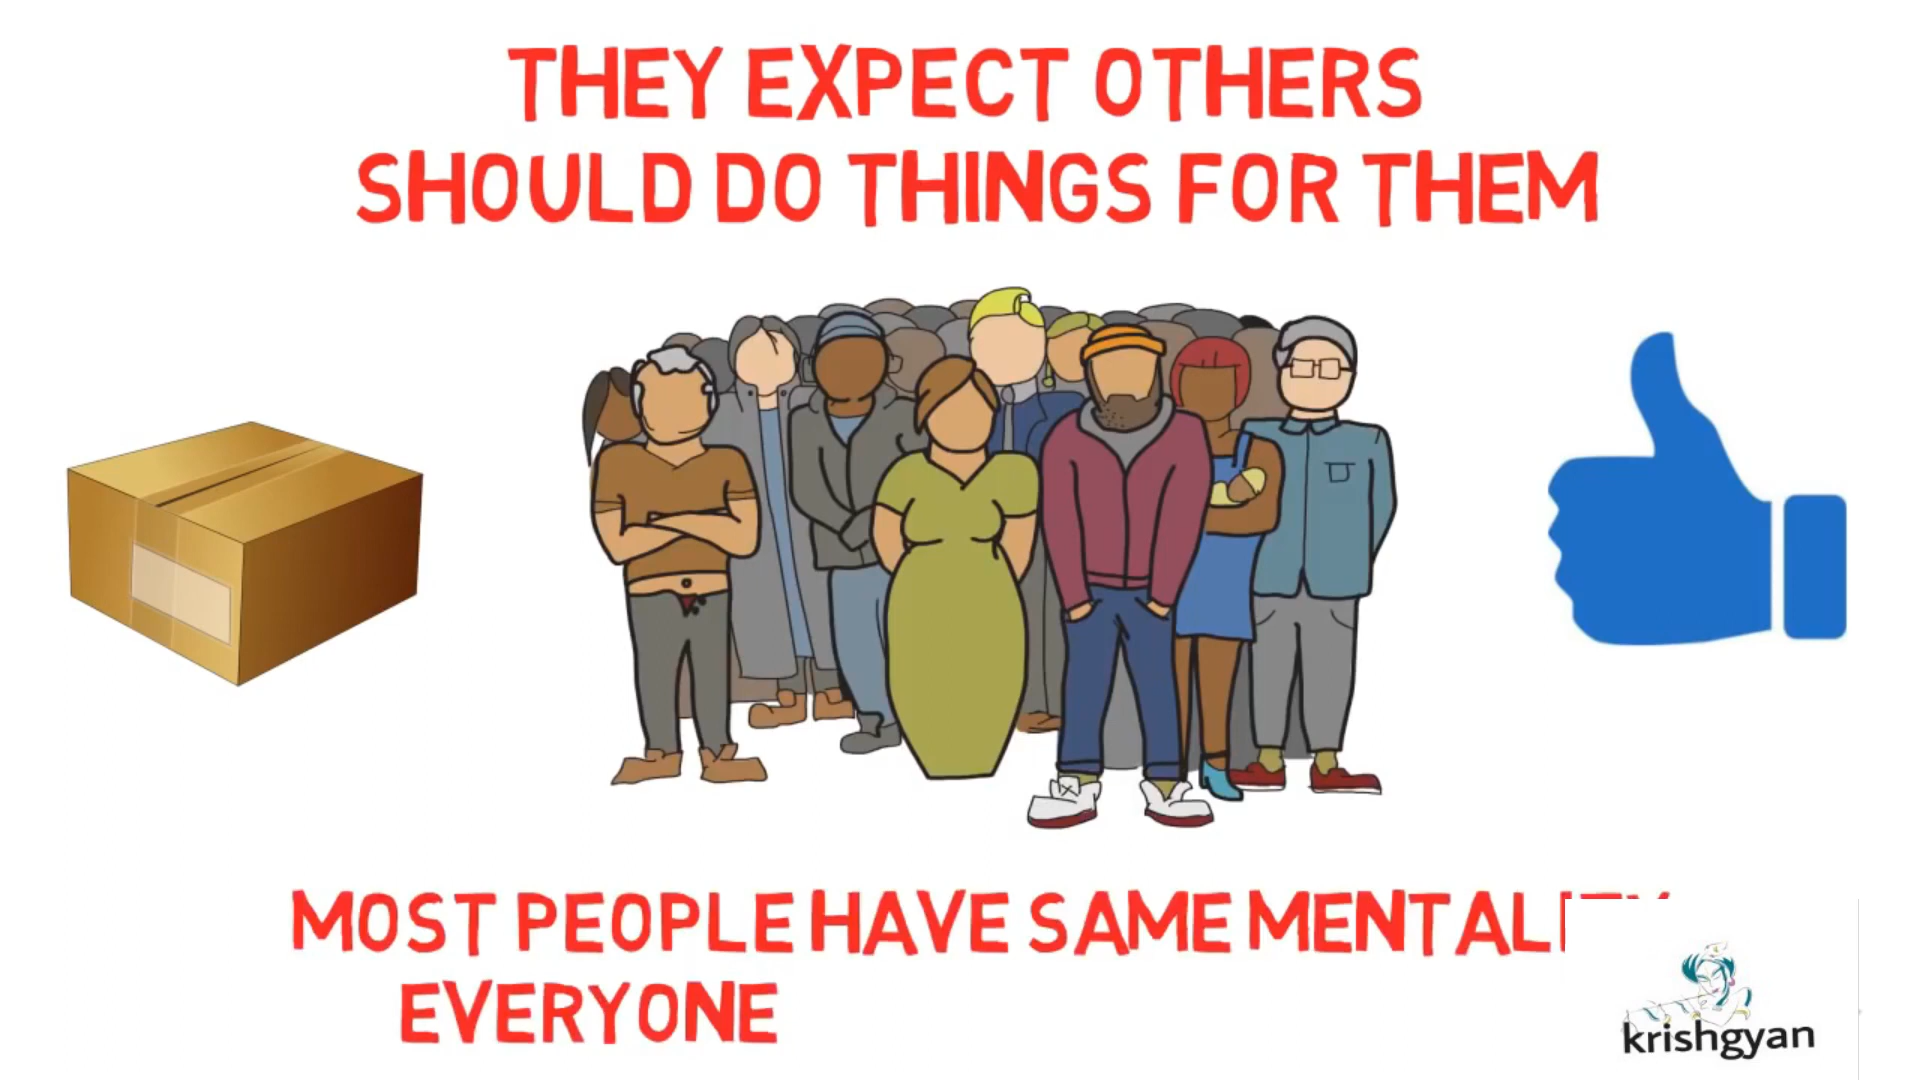 THEY EXPECT OTHERS
SHOULD DO THINGS FOR THEM
MOST PEOPLE HAVE SAME
EVERYONE
krishgyan